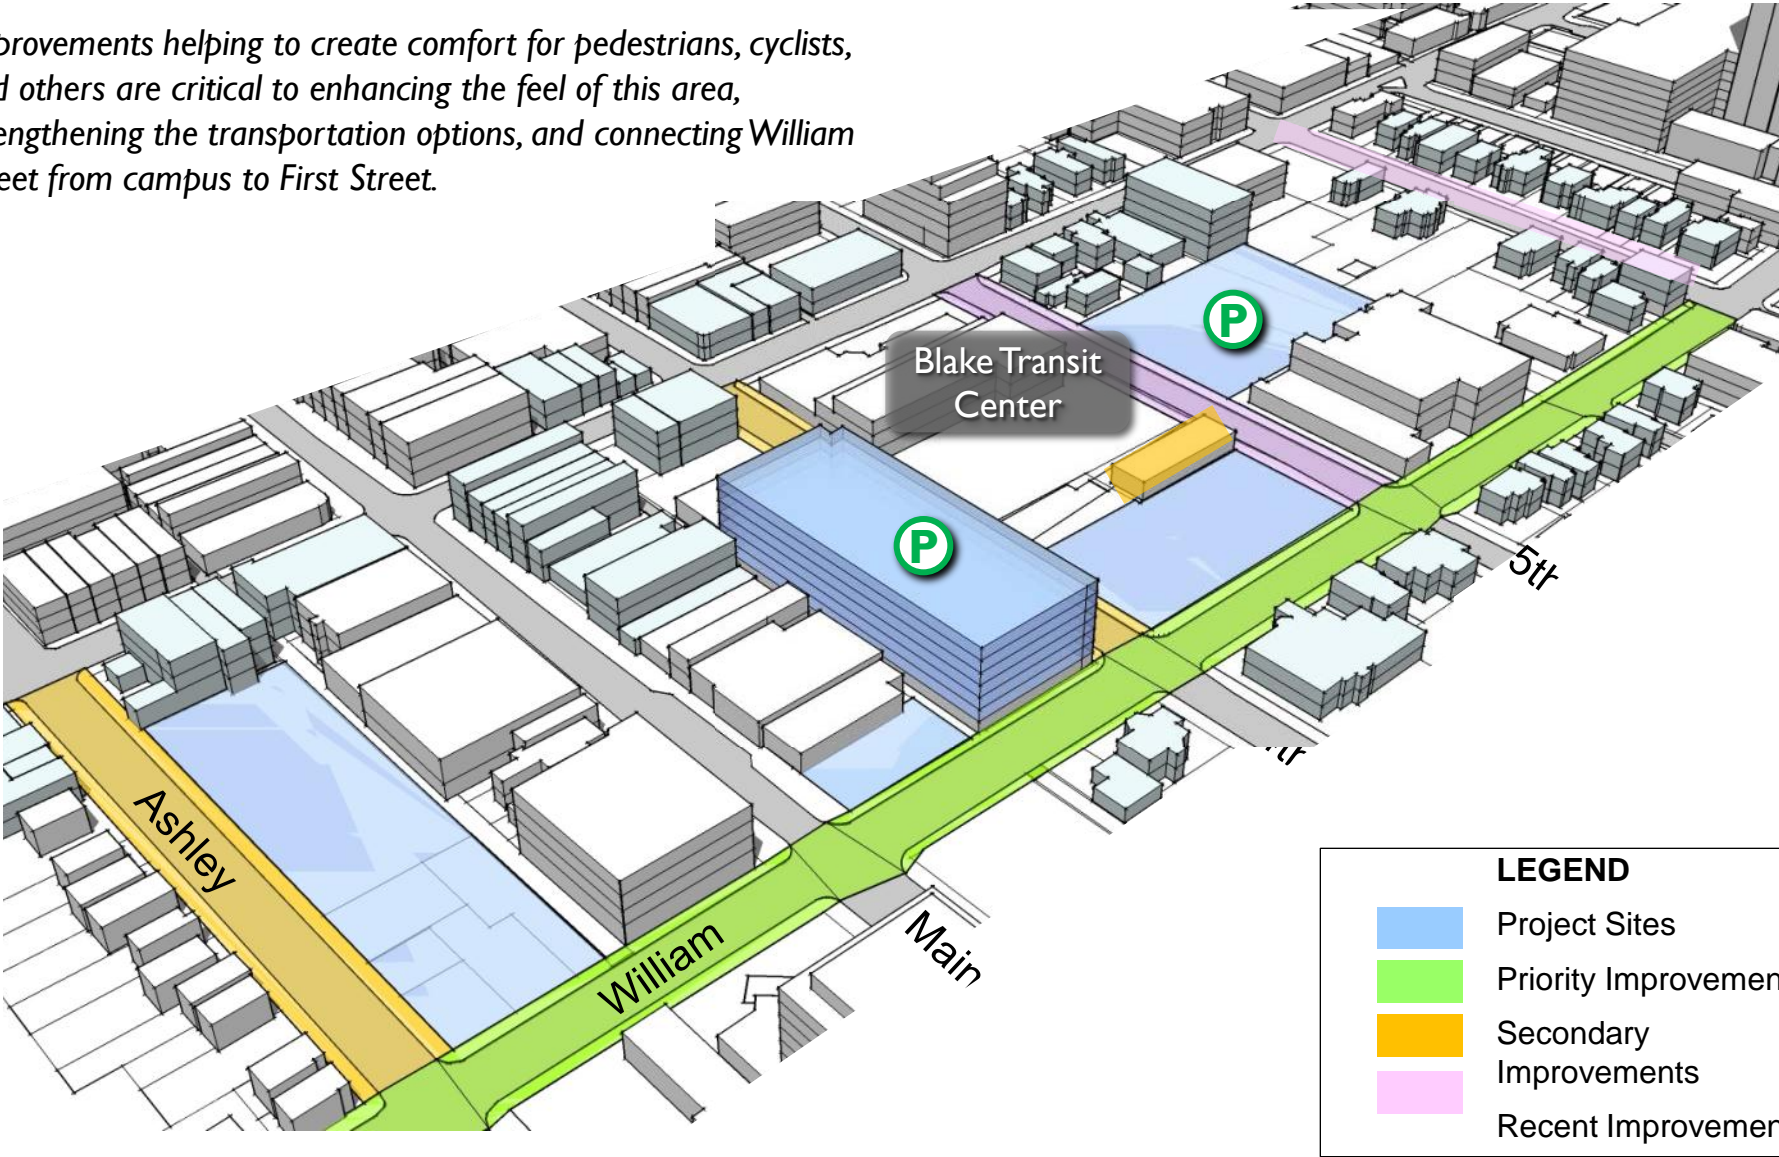 provements helping to create comfort for pedestrians, cyclists,
d others are critical to enhancing the feel of this area,
engthening the transportation options, and connecting William
eet from campus to First Street.
P
Blake Transit
Center
P
5th
Ashley
William
Main
LEGEND
Project Sites
Priority Improvemen
Secondary
Improvements
Recent Improvemen